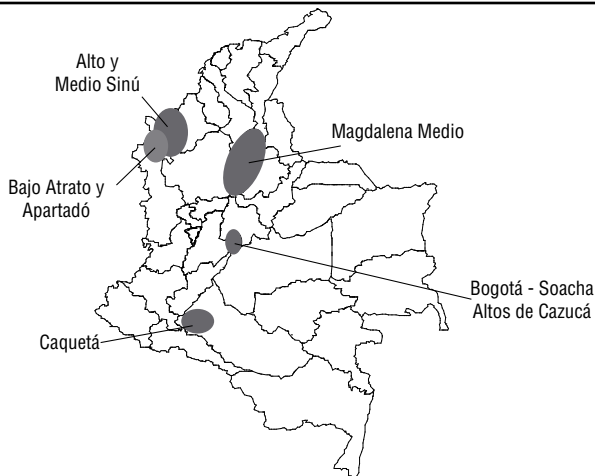 Alto y
Medio Sinú
Magdalena Medio
Bajo Atrato y
Apartadó
Bogotá - Soacha
Altos de Cazucá
Caquetá